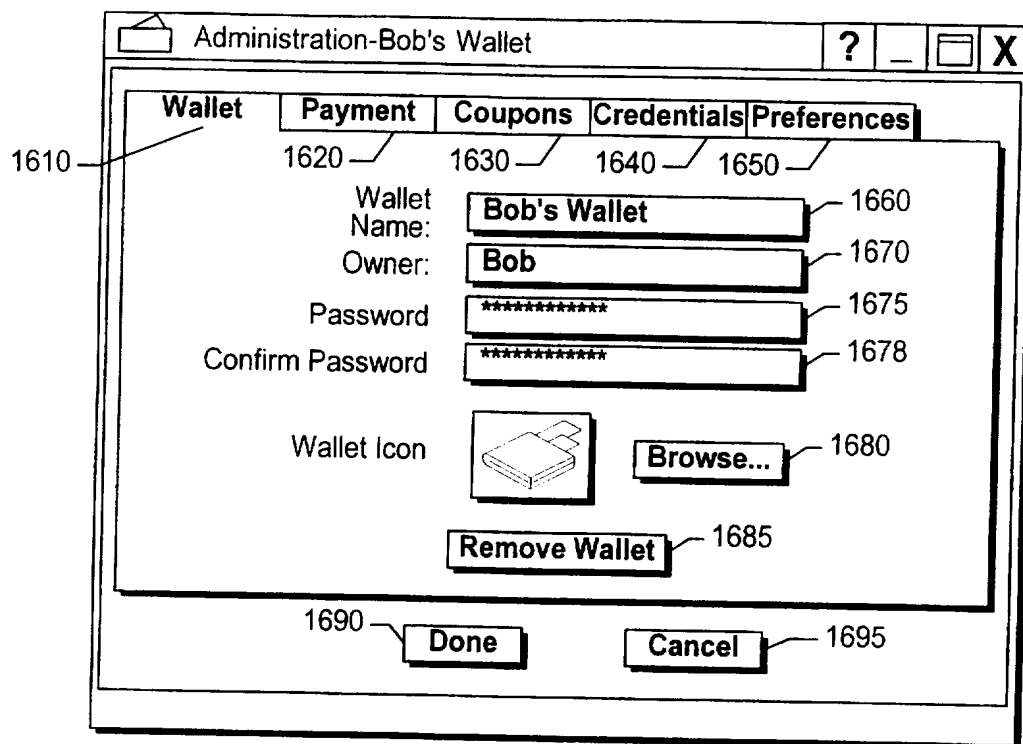 Administration-Bob's Wallet ? _ X
Wallet Payment Coupons Credentials Preferences
1610 1620 1630 1640 1650
Wallet Name: Bob's Wallet 1660
Owner: Bob 1670
Password ************ 1675
Confirm Password ************ 1678
Wallet Icon Browse... 1680
Remove Wallet 1685
1690 Done Cancel 1695